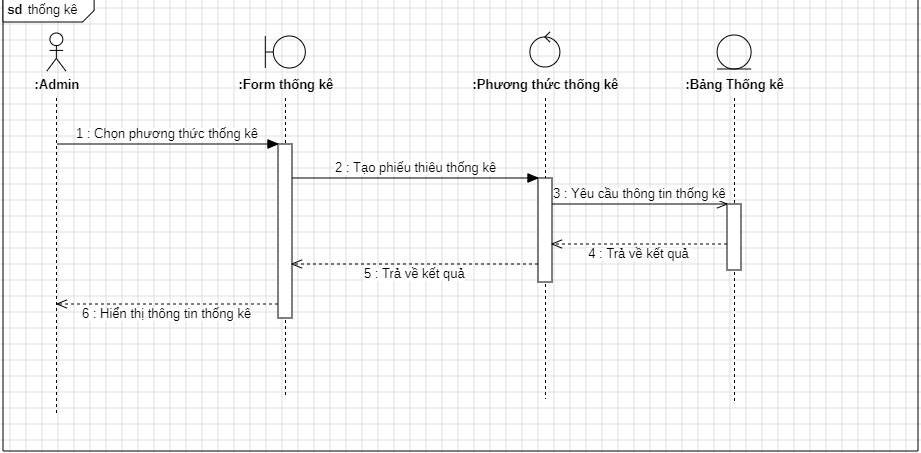 sd thống kê
:Admin
:Form thống kê
:Phương thức thống kê
:Bảng Thống kê
1 : Chọn phương thức thống kê
2 : Tạo phiếu thiêu thống kê
3 : Yêu cầu thông tin thống kê
4 : Trả về kết quả
5 : Trả về kết quả
6 : Hiển thị thông tin thống kê